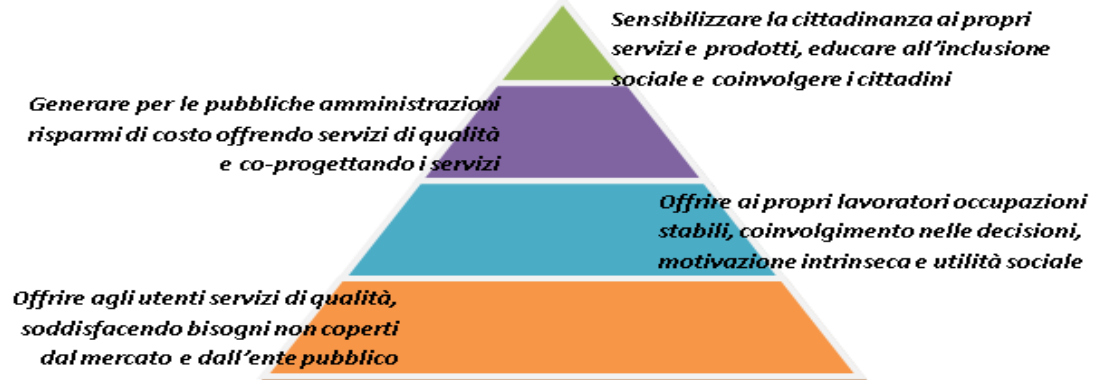 Sensibilizzare la cittadinanza ai propri
servizi e prodotti, educare all'inclusione
sociale e coinvolgere i cittadini
Generare per le pubbliche amministrazioni
risparmi di costo offrendo servizi di qualità
e co-progettando i servizi
Offrire ai propri lavoratori occupazioni
stabili, coinvolgimento nelle decisioni,
motivazione intrinseca e utilità sociale
Offrire agli utenti servizi di qualità,
soddisfacendo bisogni non coperti
dal mercato e dall'ente pubblico